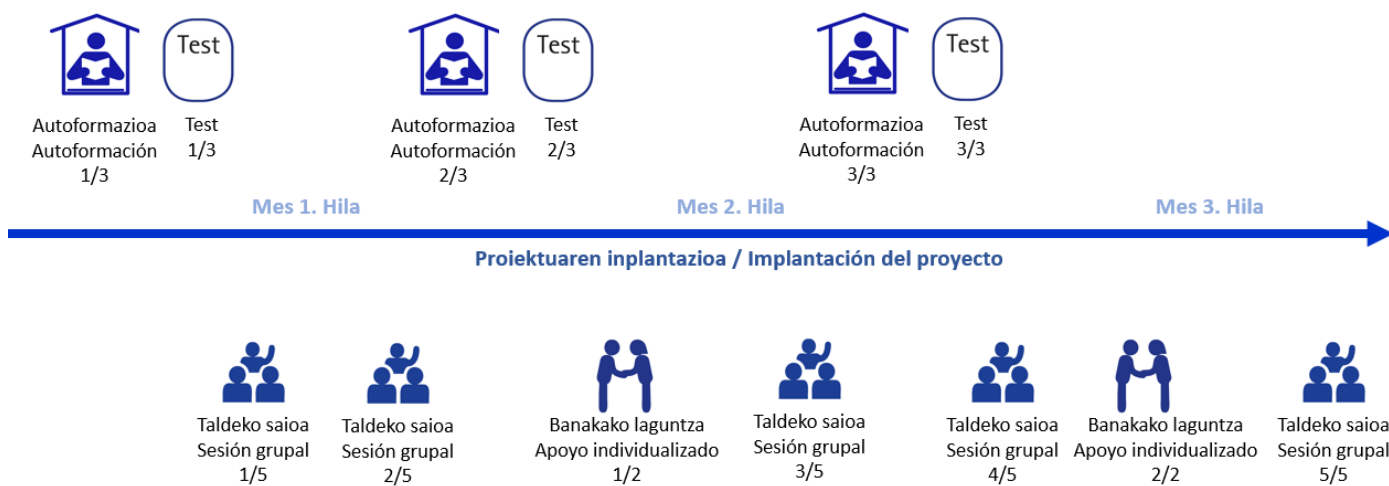 Test
Test
Test
Autoformazioa
Autoformación
1/3
Test
1/3
Autoformazioa
Autoformación
2/3
Test
2/3
Autoformazioa
Autoformación
3/3
Test
3/3
Mes 1. Hila
Mes 2. Hila
Mes 3. Hila
Proiektuaren inplantazioa / Implantación del proyecto
Taldeko saioa
Sesión grupal
1/5
Taldeko saioa
Sesión grupal
2/5
Banakako laguntza
Apoyo individualizado
1/2
Taldeko saioa
Sesión grupal
3/5
Taldeko saioa
Sesión grupal
4/5
Banakako laguntza
Apoyo individualizado
2/2
Taldeko saioa
Sesión grupal
5/5